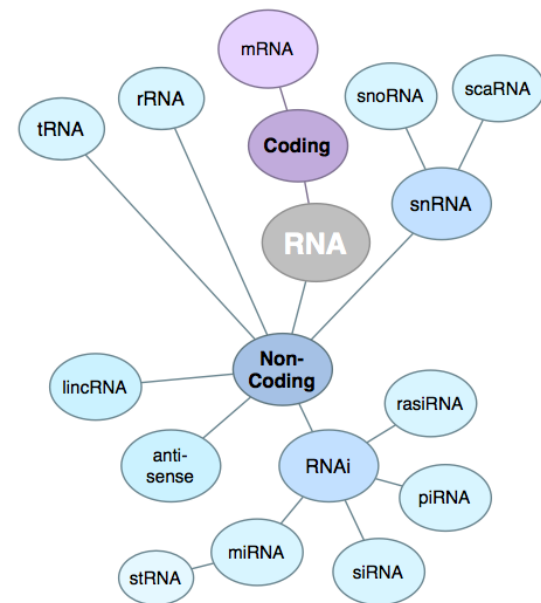 mRNA
rRNA
snoRNA
scaRNA
tRNA
Coding
snRNA
RNA
Non-
Coding
lincRNA
rasiRNA
anti-
sense
RNAi
piRNA
miRNA
stRNA
siRNA